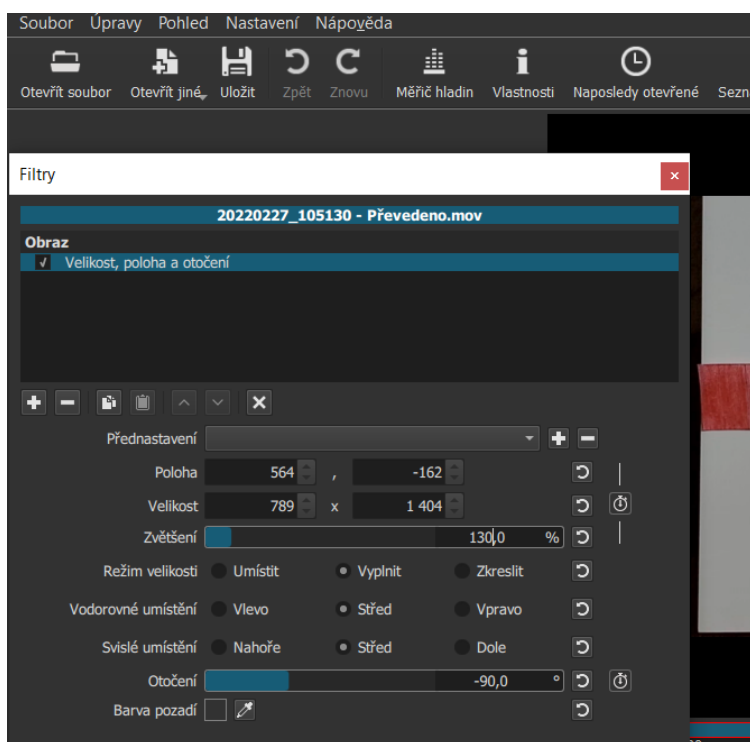 Soubor Úpravy Pohled Nastavení Nápověda
Otevřít soubor Otevřít jiné Uložit Zpět Znovu Měřič hladin Vlastnosti Naposledy otevřené Sezn
Filtry
20220227_105130 - Převedeno.mov
Obraz
Velikost, poloha a otočení
Přednastavení
Poloha 564 , -162
Velikost 789 x 1 404
Zvětšení 130,0 %
Režim velikosti Umístit Vyplnit Zkreslit
Vodorovné umístění Vlevo Střed Vpravo
Svislé umístění Nahoře Střed Dole
Otočení -90,0 °
Barva pozadí